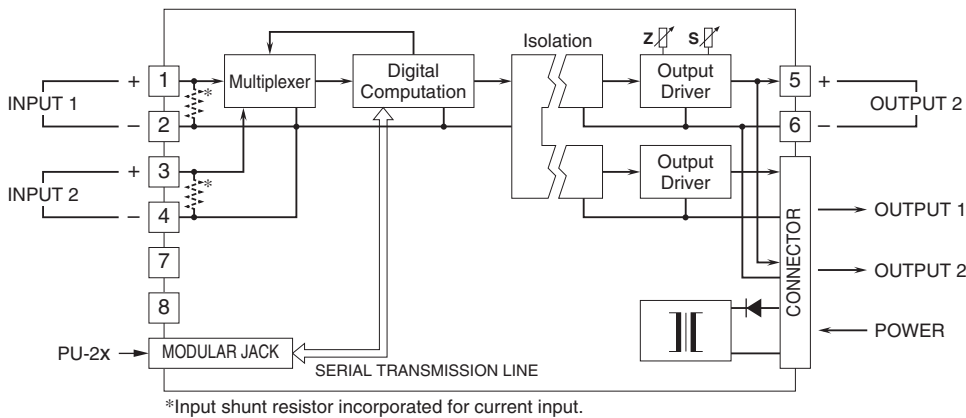 Isolation
Z S
+ 1
Multiplexer
Digital
Computation
Output
Driver
5 +
INPUT 1
*
OUTPUT 2
– 2
6 –
+ 3
INPUT 2
*
Output
Driver
– 4
OUTPUT 1
CONNECTOR
7
OUTPUT 2
8
POWER
PU-2x
MODULAR JACK
SERIAL TRANSMISSION LINE
*Input shunt resistor incorporated for current input.